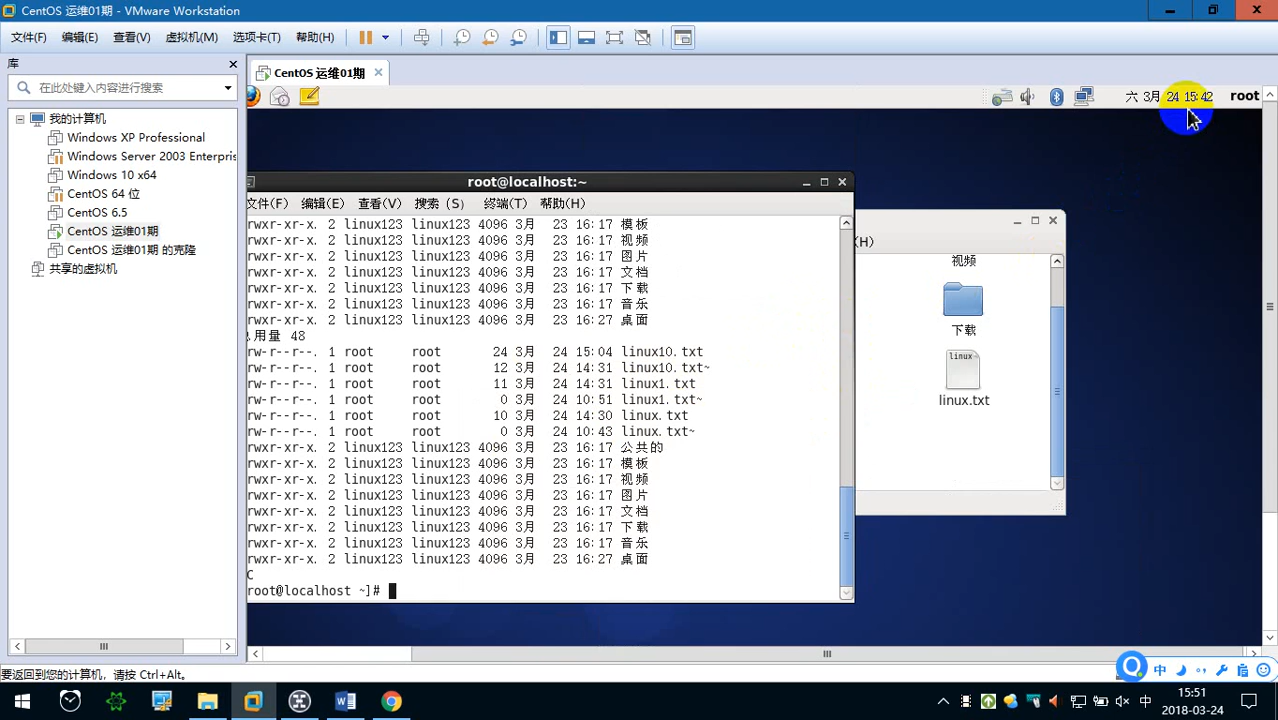 CentOS 运维01期 - VMware Workstation
文件(F) 编辑(E) 查看(V) 虚拟机(M) 选项卡(T) 帮助(H)
库
在此处键入内容进行搜索
我的计算机
Windows XP Professional
Windows Server 2003 Enterpris
Windows 10 x64
CentOS 64 位
CentOS 6.5
CentOS 运维01期
CentOS 运维01期 的克隆
共享的虚拟机
CentOS 运维01期
六 3月 24 15:42 root
root@localhost:~
文件(F) 编辑(E) 查看(V) 搜索 (S) 终端(T) 帮助(H)
rwxr-xr-x. 2 linux123 linux123 4096 3月 23 16:17 模板
rwxr-xr-x. 2 linux123 linux123 4096 3月 23 16:17 视频
rwxr-xr-x. 2 linux123 linux123 4096 3月 23 16:17 图片
rwxr-xr-x. 2 linux123 linux123 4096 3月 23 16:17 文档
rwxr-xr-x. 2 linux123 linux123 4096 3月 23 16:17 下载
rwxr-xr-x. 2 linux123 linux123 4096 3月 23 16:17 音乐
rwxr-xr-x. 2 linux123 linux123 4096 3月 23 16:27 桌面
总用量 48
rw-r--r--. 1 root root 24 3月 24 15:04 linux10.txt
rw-r--r--. 1 root root 12 3月 24 14:31 linux10.txt~
rw-r--r--. 1 root root 11 3月 24 14:31 linux1.txt
rw-r--r--. 1 root root 0 3月 24 10:51 linux1.txt~
rw-r--r--. 1 root root 10 3月 24 14:30 linux.txt
rw-r--r--. 1 root root 0 3月 24 10:43 linux.txt~
rwxr-xr-x. 2 linux123 linux123 4096 3月 23 16:17 公共的
rwxr-xr-x. 2 linux123 linux123 4096 3月 23 16:17 模板
rwxr-xr-x. 2 linux123 linux123 4096 3月 23 16:17 视频
rwxr-xr-x. 2 linux123 linux123 4096 3月 23 16:17 图片
rwxr-xr-x. 2 linux123 linux123 4096 3月 23 16:17 文档
rwxr-xr-x. 2 linux123 linux123 4096 3月 23 16:17 下载
rwxr-xr-x. 2 linux123 linux123 4096 3月 23 16:17 音乐
rwxr-xr-x. 2 linux123 linux123 4096 3月 23 16:27 桌面
C
root@localhost ~]#
(H)
视频
下载
linux
linux.txt
要返回到您的计算机，请按 Ctrl+Alt。
中
中
15:51
2018-03-24